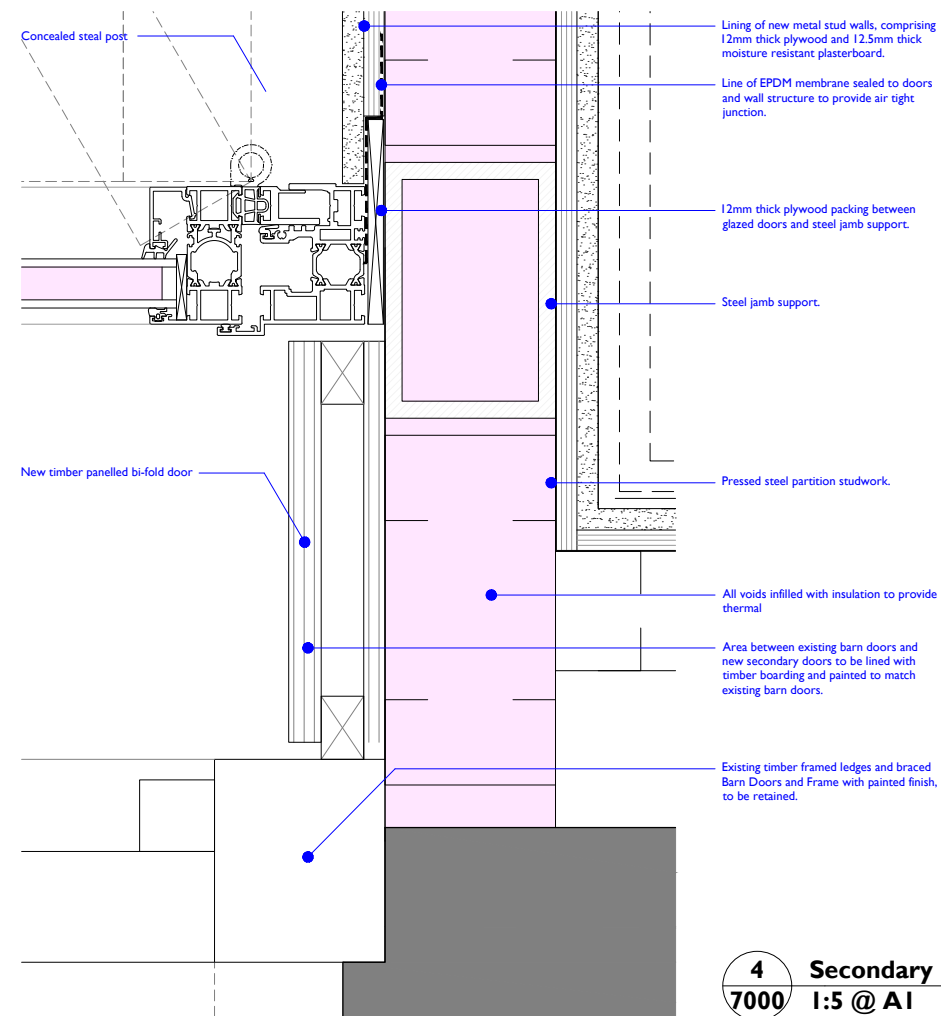 Concealed steal post
Lining of new metal stud walls, comprising
12mm thick plywood and 12.5mm thick
moisture resistant plasterboard.
Line of EPDM membrane sealed to doors
and wall structure to provide air tight
junction.
12mm thick plywood packing between
glazed doors and steel jamb support.
Steel jamb support.
New timber panelled bi-fold door
Pressed steel partition studwork.
All voids infilled with insulation to provide
thermal
Area between existing barn doors and
new secondary doors to be lined with
timber boarding and painted to match
existing barn doors.
Existing timber framed ledges and braced
Barn Doors and Frame with painted finish,
to be retained.
4 Secondary
7000 1:5 @ A1